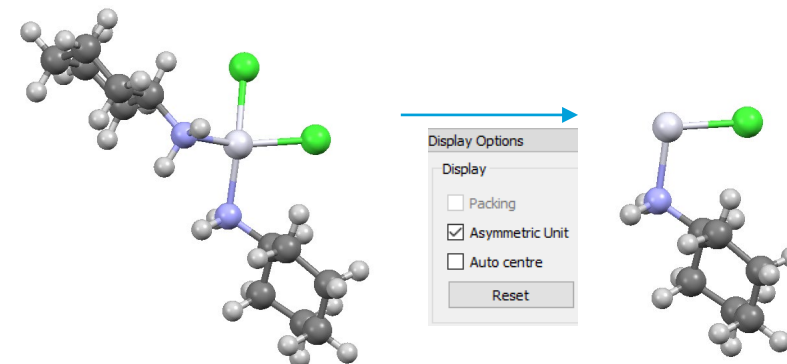 Display Options
Display
Packing
Asymmetric Unit
Auto centre
Reset